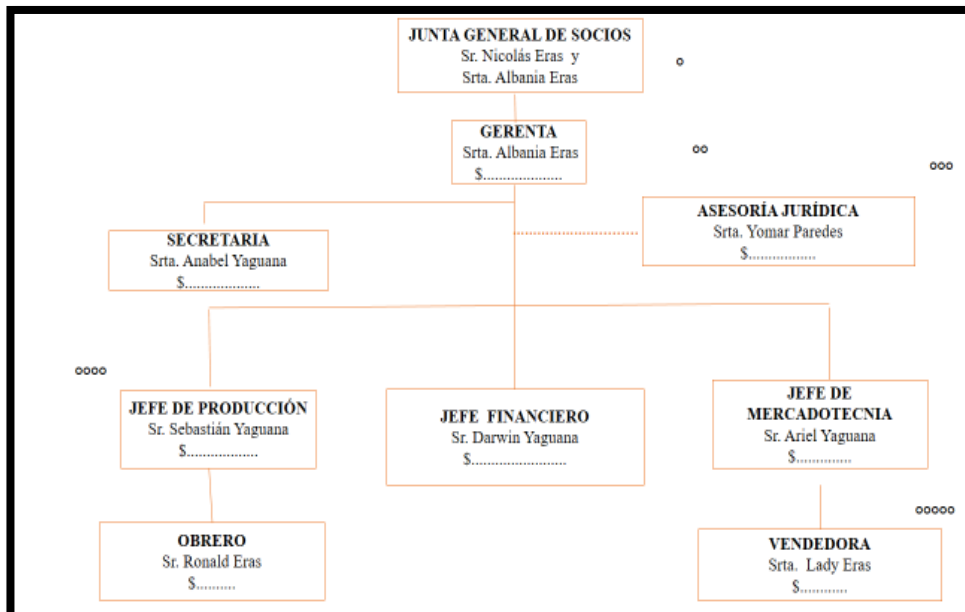 JUNTA GENERAL DE SOCIOS
Sr. Nicolás Eras y
Srta. Albania Eras
°
GERENTA
Srta. Albania Eras
$.....................
°°
°°°
ASESORÍA JURÍDICA
Srta. Yomar Paredes
$.................
SECRETARIA
Srta. Anabel Yaguana
$...................
°°°°
JEFE DE PRODUCCIÓN
Sr. Sebastián Yaguana
$..................
JEFE FINANCIERO
Sr. Darwin Yaguana
$........................
JEFE DE
MERCADOTECNIA
Sr. Ariel Yaguana
$..............
°°°°°
OBRERO
Sr. Ronald Eras
$..........
VENDEDORA
Srta. Lady Eras
$............